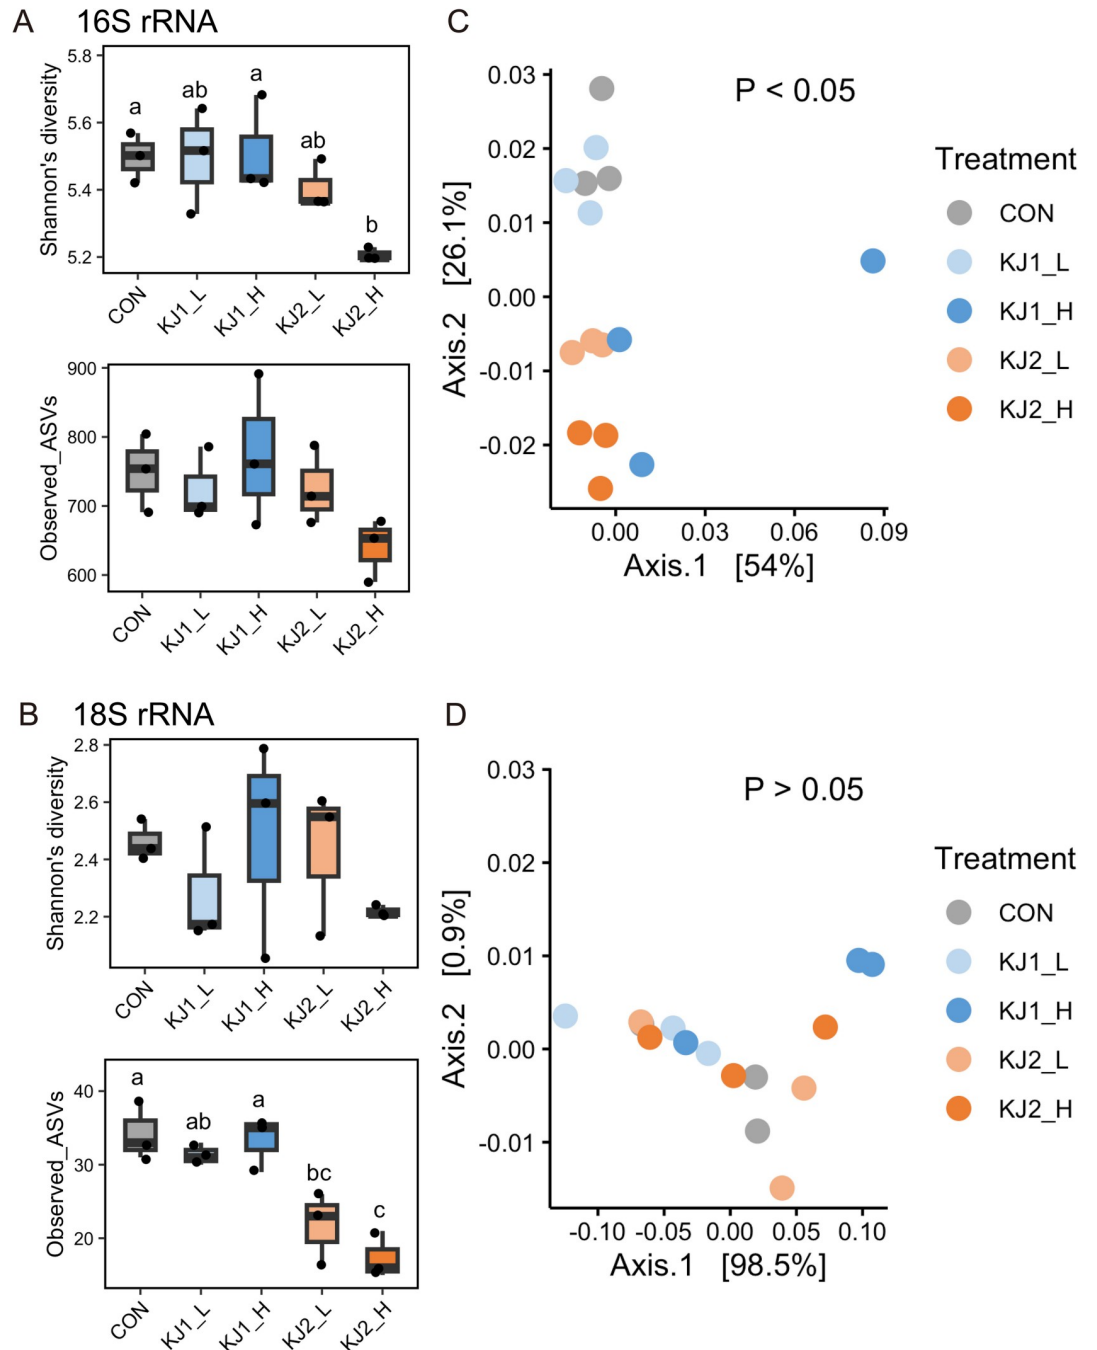 A 16S rRNA
Shannon's diversity
5.8
5.6
5.4
5.2
a
ab
a
ab
b
CON
KJ1_L
KJ1_H
KJ2_L
KJ2_H
Observed_ASVs
900
800
700
600
CON
KJ1_L
KJ1_H
KJ2_L
KJ2_H
B 18S rRNA
Shannon's diversity
2.8
2.6
2.4
2.2
CON
KJ1_L
KJ1_H
KJ2_L
KJ2_H
Observed_ASVs
40
30
20
a
ab
a
bc
c
CON
KJ1_L
KJ1_H
KJ2_L
KJ2_H
C
P < 0.05
Axis.2 [26.1%]
0.03
0.02
0.01
0.00
-0.01
-0.02
0.00 0.03 0.06 0.09
Axis.1 [54%]
Treatment
CON
KJ1_L
KJ1_H
KJ2_L
KJ2_H
D
P > 0.05
Axis.2 [0.9%]
0.03
0.02
0.01
0.00
-0.01
-0.10 -0.05 0.00 0.05 0.10
Axis.1 [98.5%]
Treatment
CON
KJ1_L
KJ1_H
KJ2_L
KJ2_H